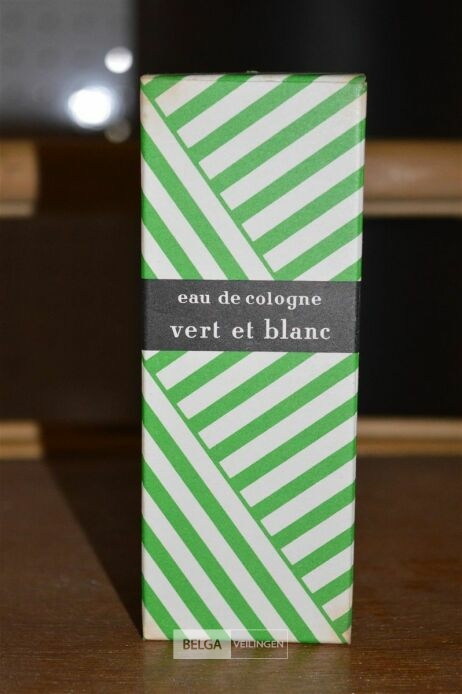 eau de cologne
vert et blanc
BELGA VEILINGEN